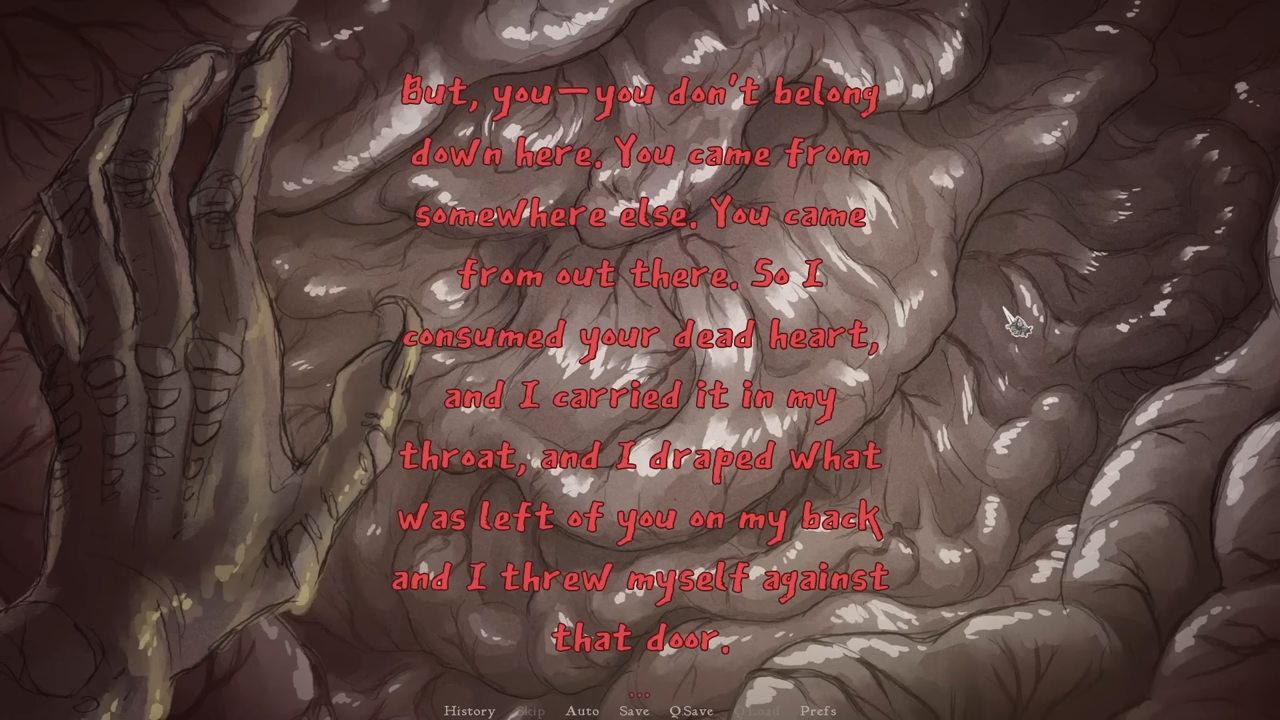 But, you—you don't belong
down here. You came from
somewhere else. You came
from out there. So I
consumed your dead heart,
and I carried it in my
throat, and I draped what
was left of you on my back
and I threw myself against
that door.
...
History Skip Auto Save Q.Save Q.Load Prefs